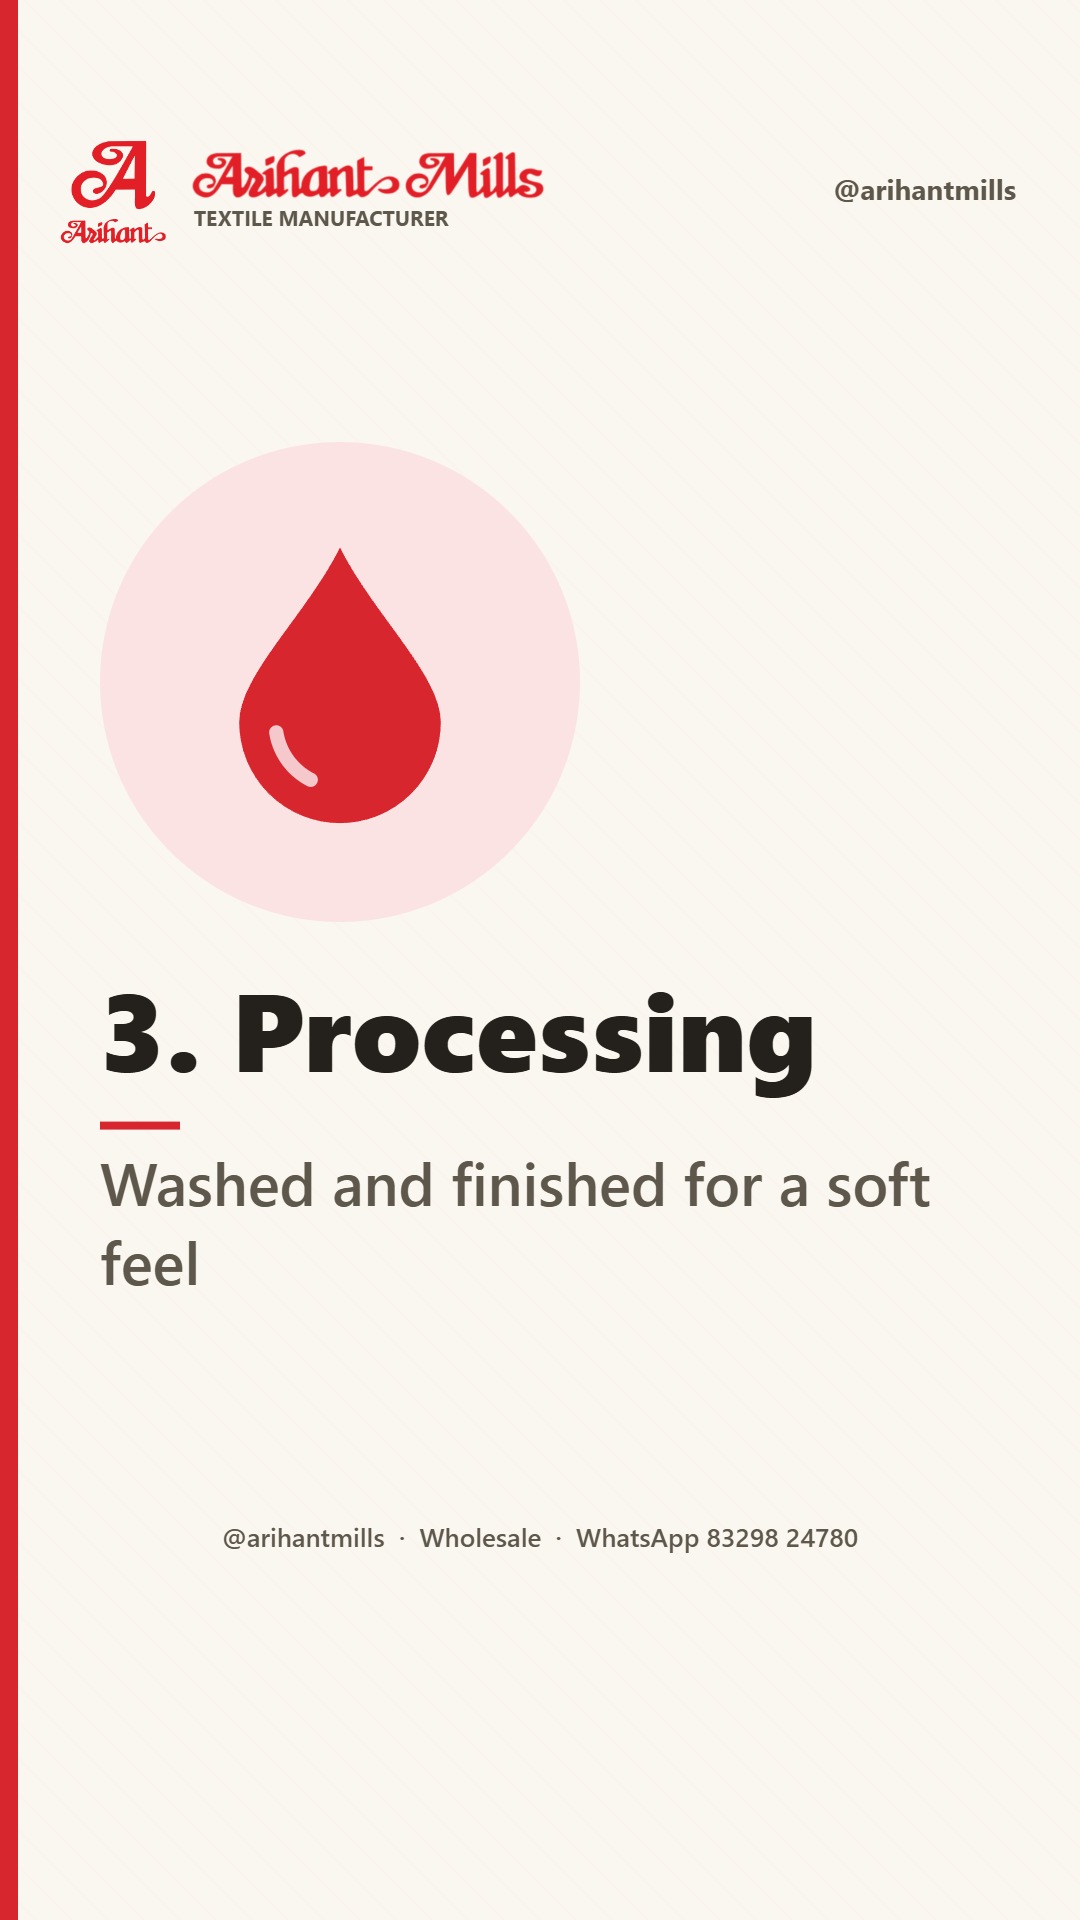 A
Arihant
Arihant Mills
TEXTILE MANUFACTURER
@arihantmills
3. Processing
Washed and finished for a soft
feel
@arihantmills · Wholesale · WhatsApp 83298 24780